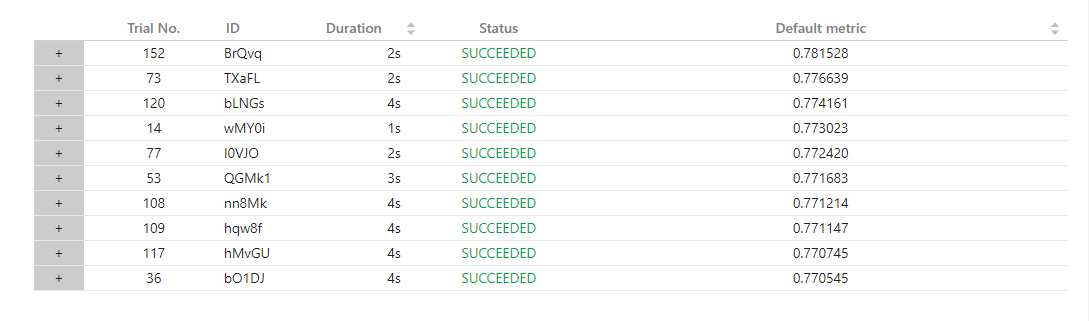 Trial No. ID Duration Status Default metric
+ 152 BrQvq 2s SUCCEEDED 0.781528
+ 73 TXaFL 2s SUCCEEDED 0.776639
+ 120 bLNGs 4s SUCCEEDED 0.774161
+ 14 wMY0i 1s SUCCEEDED 0.773023
+ 77 I0VJO 2s SUCCEEDED 0.772420
+ 53 QGMk1 3s SUCCEEDED 0.771683
+ 108 nn8Mk 4s SUCCEEDED 0.771214
+ 109 hqw8f 4s SUCCEEDED 0.771147
+ 117 hMvGU 4s SUCCEEDED 0.770745
+ 36 bO1DJ 4s SUCCEEDED 0.770545